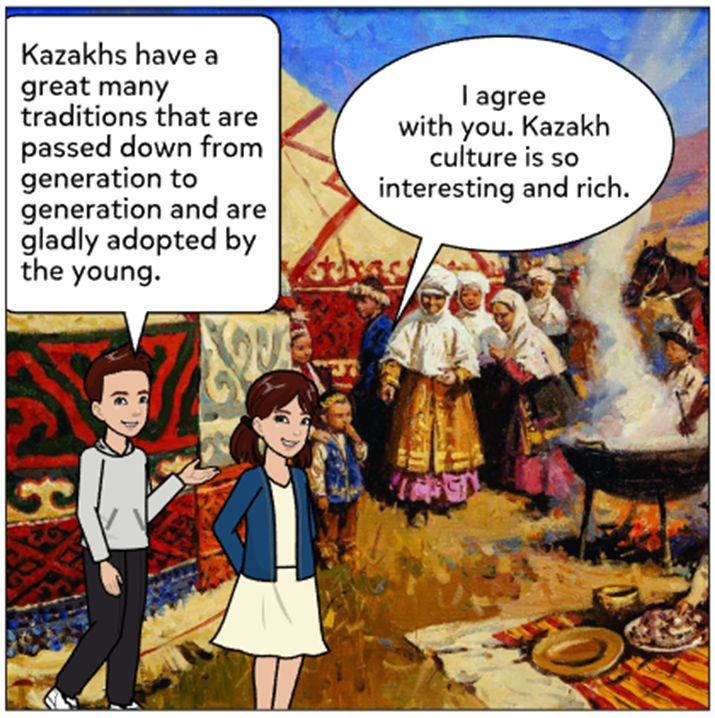 Kazakhs have a
great many
traditions that are
passed down from
generation to
generation and are
gladly adopted by
the young.
I agree
with you. Kazakh
culture is so
interesting and rich.